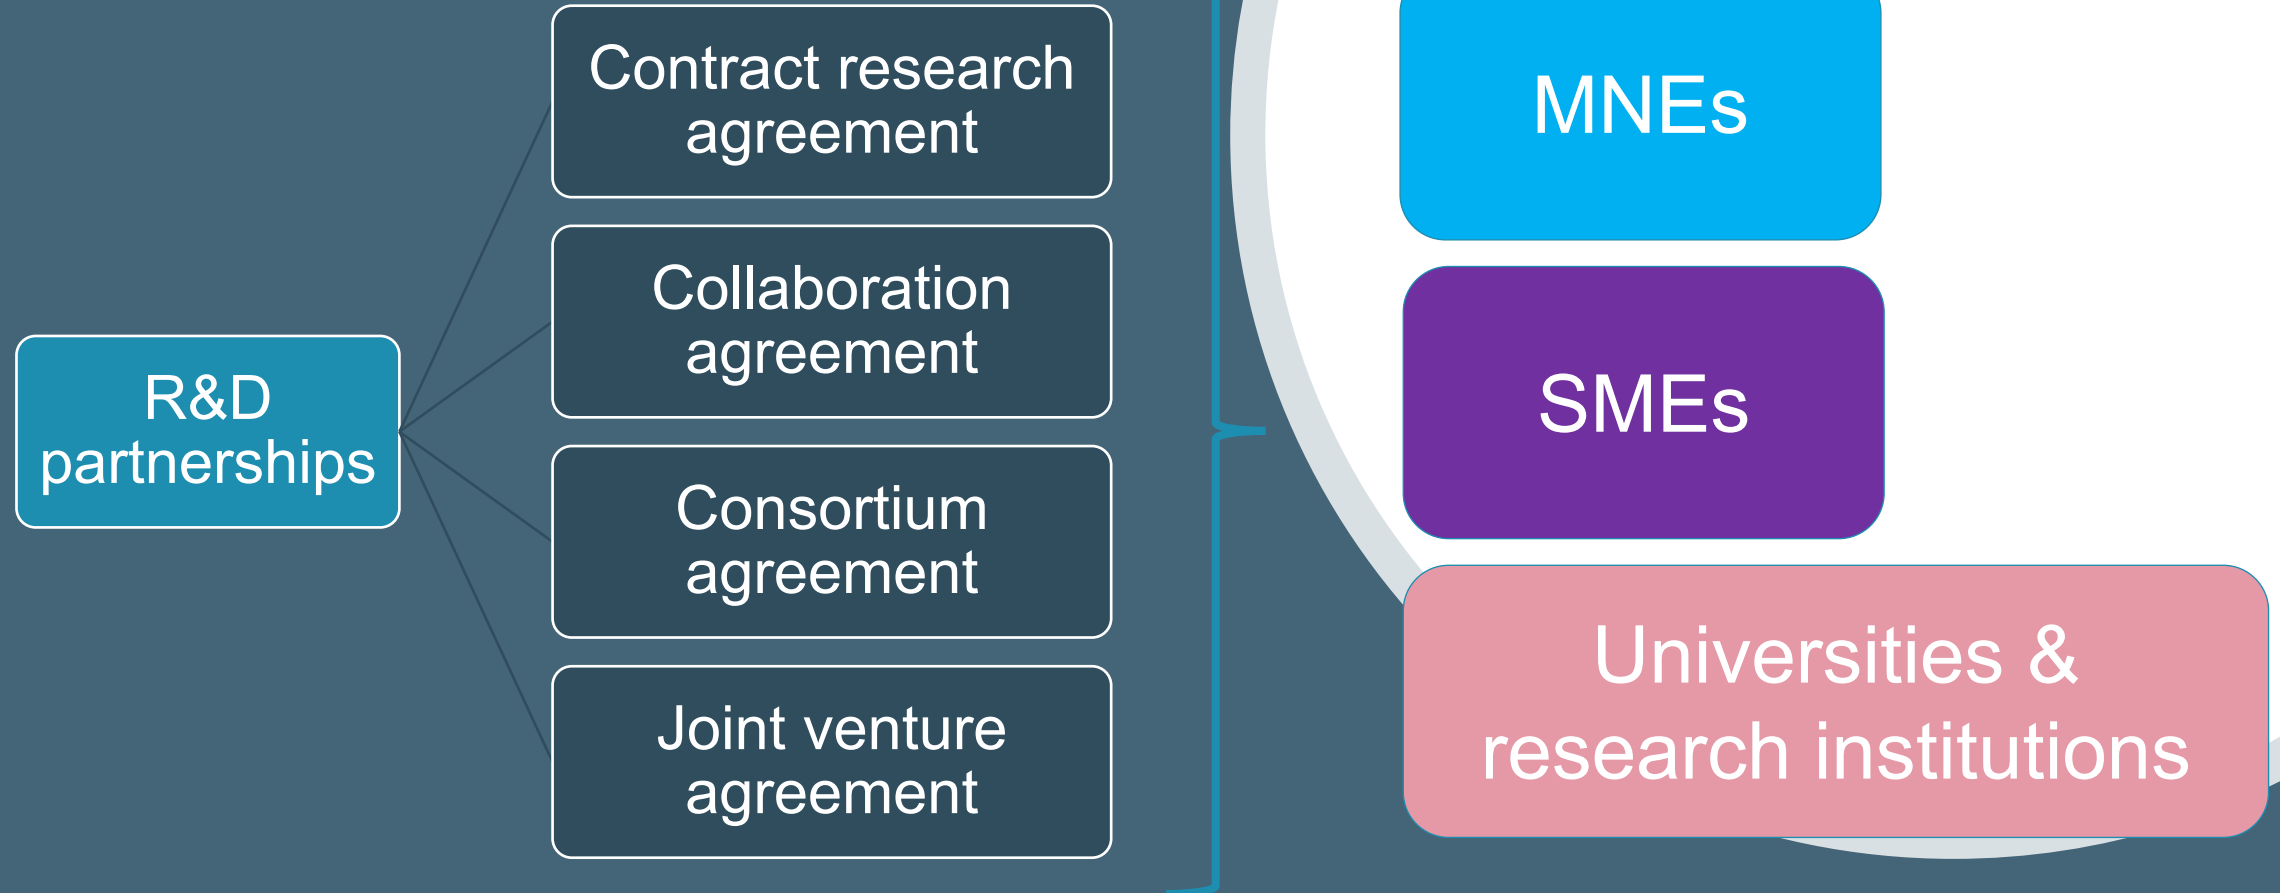 R&D
partnerships
Contract research
agreement
Collaboration
agreement
Consortium
agreement
Joint venture
agreement
MNEs
SMEs
Universities &
research institutions